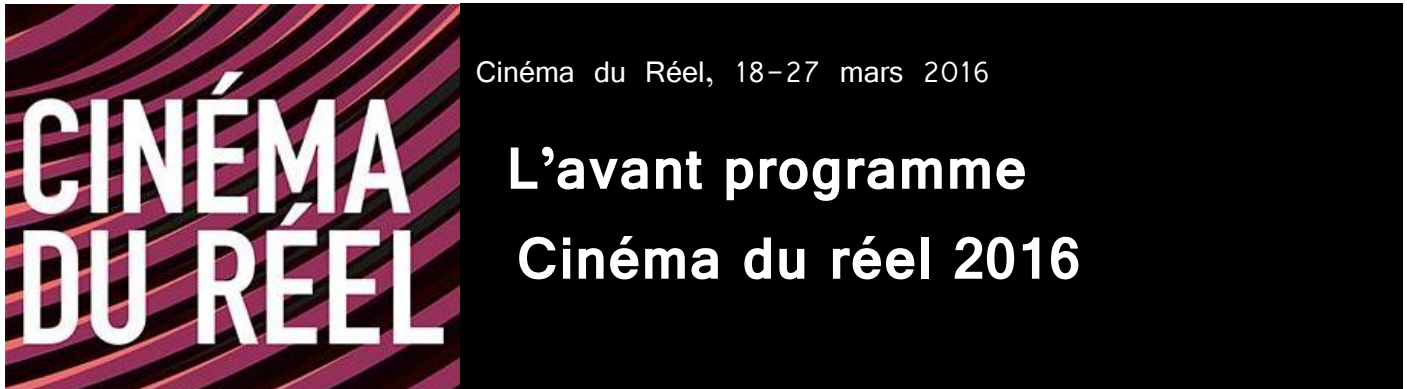 CINÉMA
DU RÉEL
Cinéma du Réel, 18-27 mars 2016
L'avant programme
Cinéma du réel 2016